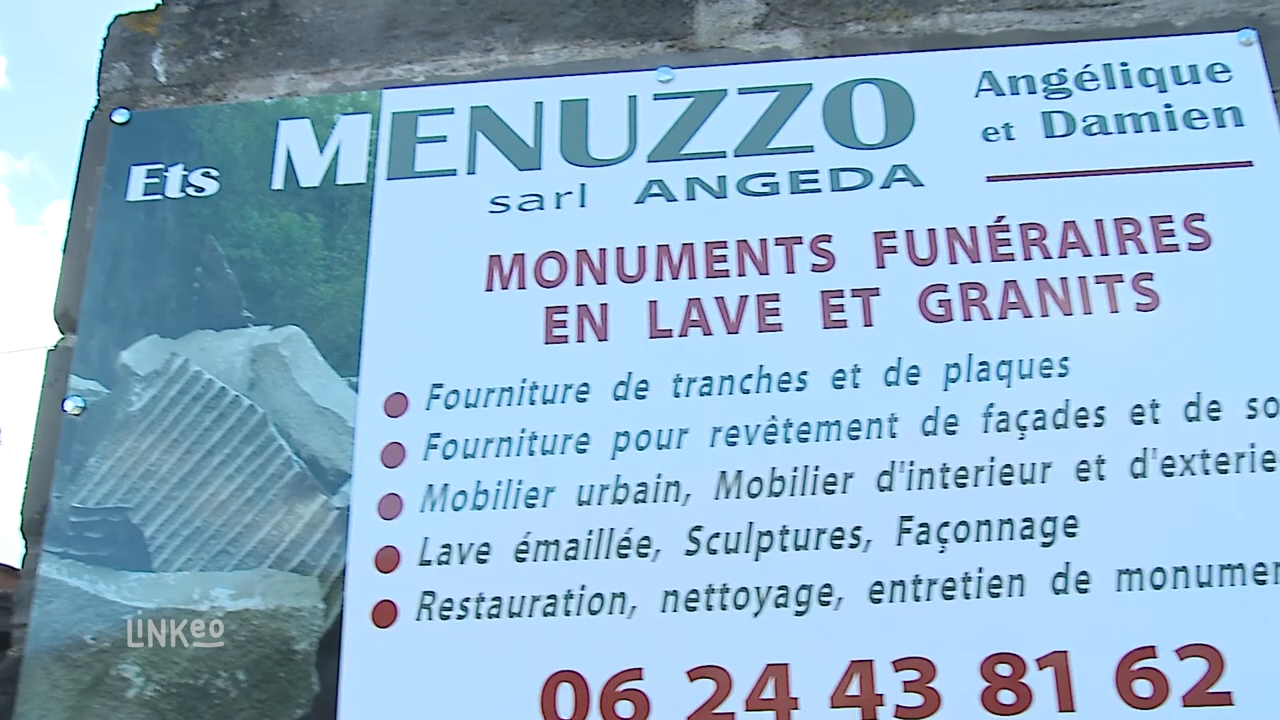 Ets MENUZZO
Angélique
et Damien
sarl ANGEDA
MONUMENTS FUNÉRAIRES
EN LAVE ET GRANITS
Fourniture de tranches et de plaques
Fourniture pour revêtement de façades et de so
Mobilier urbain, Mobilier d'interieur et d'exterie
Lave émaillée, Sculptures, Façonnage
Restauration, nettoyage, entretien de monumen
06 24 43 81 62
LINKeo